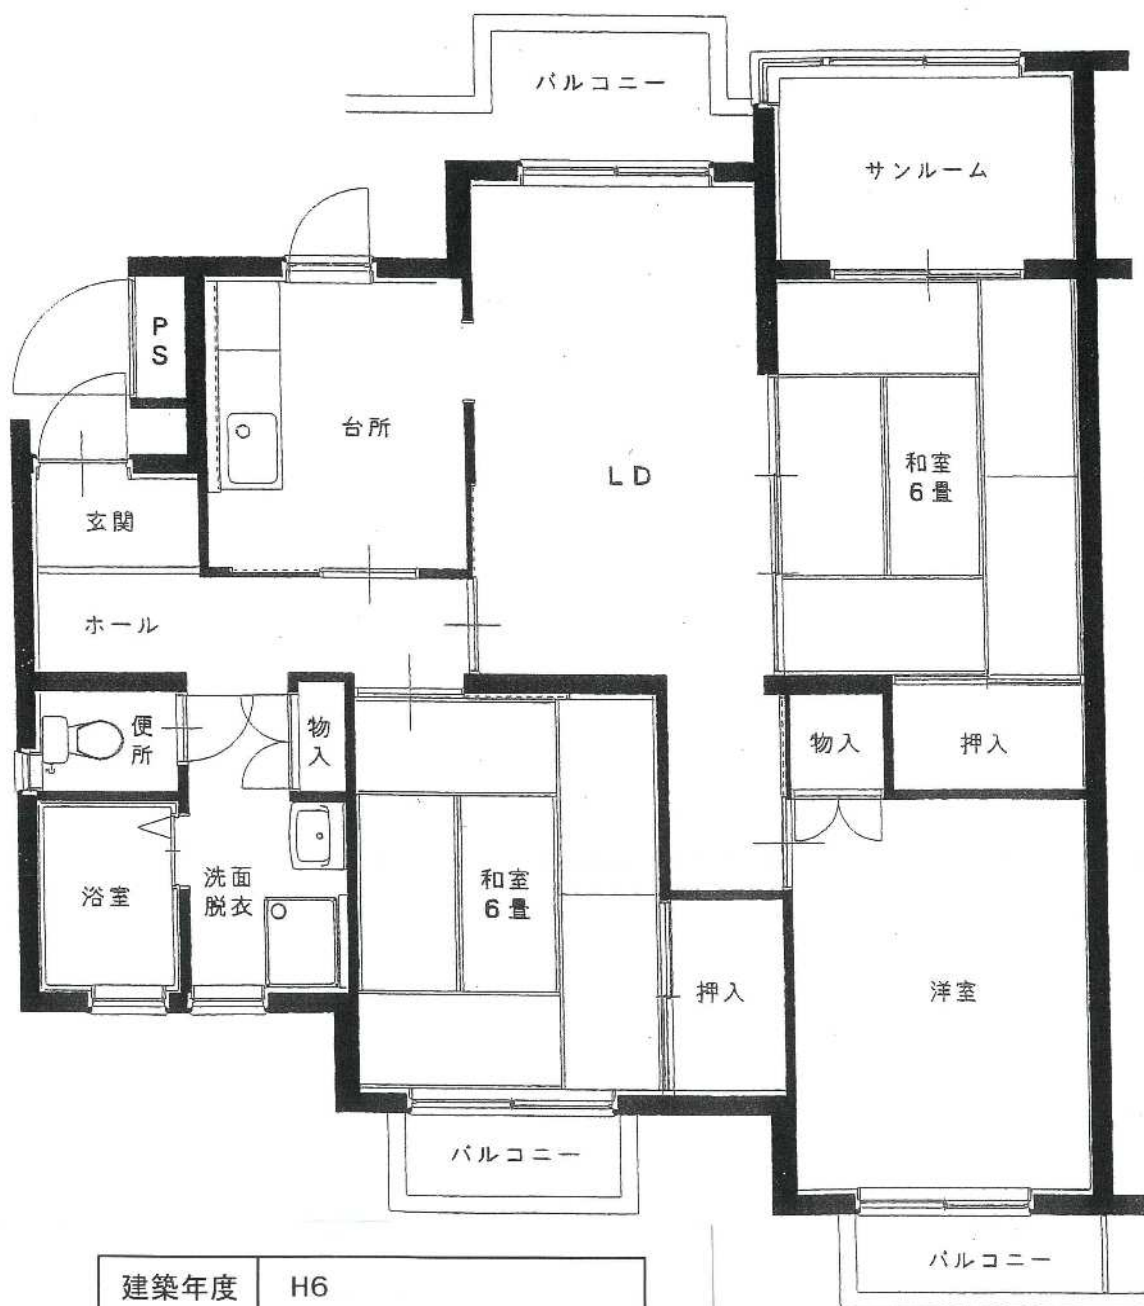 バルコニー
サンルーム
PS
台所
LD
和室
6畳
玄関
ホール
便所
物入
物入
押入
浴室
洗面
脱衣
和室
6畳
押入
洋室
バルコニー
バルコニー
建築年度 H6